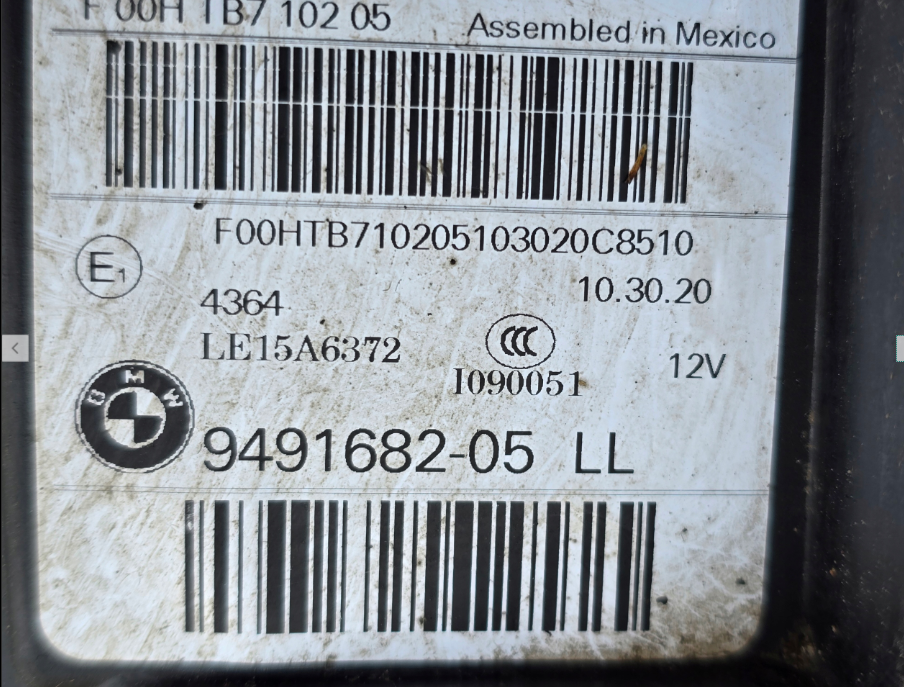 F 00H TB7 102 05
Assembled in Mexico
F00HTB710205103020C8510
E1
10.30.20
4364
CCC
LE15A6372
12V
I090051
BMW
9491682-05 LL